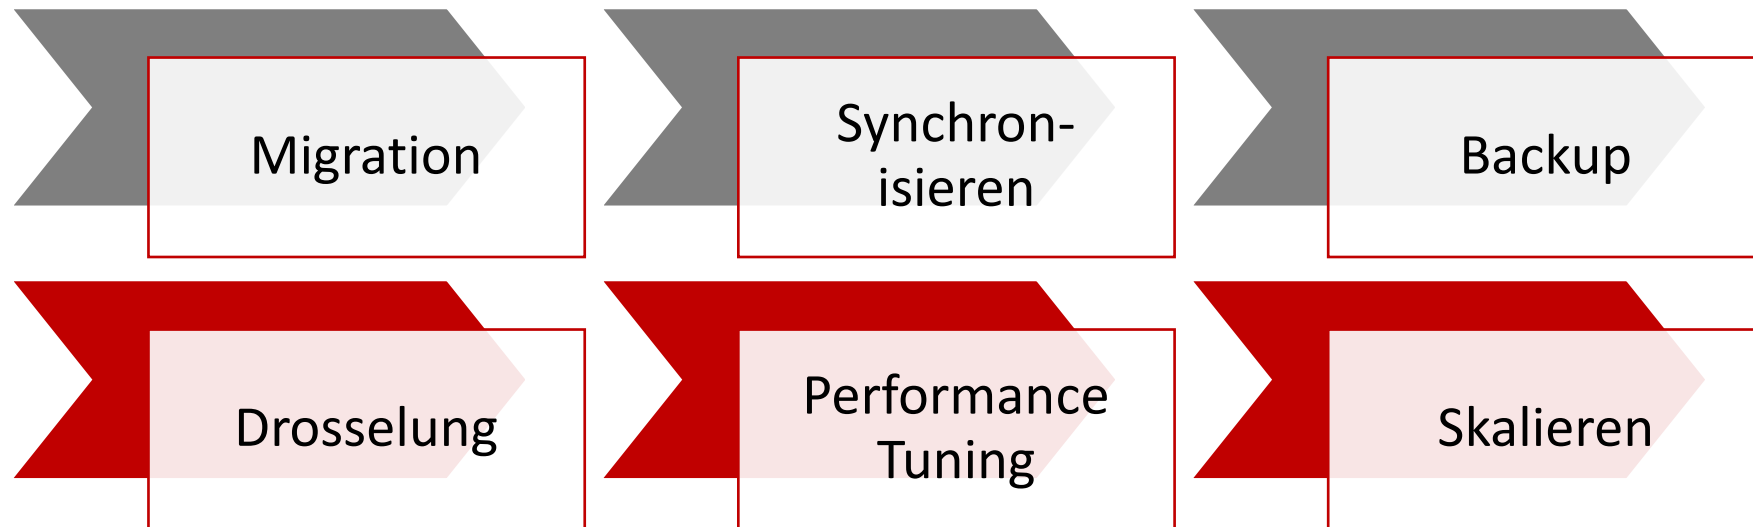 Migration
Synchron-
isieren
Backup
Drosselung
Performance
Tuning
Skalieren